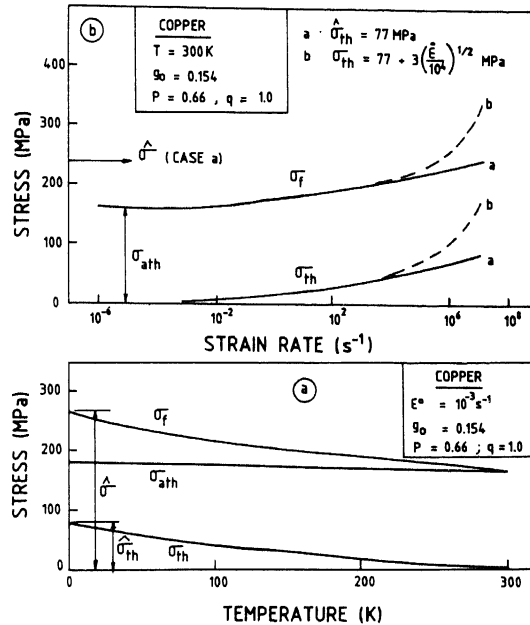 b
COPPER
T = 300K
g₀ = 0.154
P = 0.66 , q = 1.0
a · σ̂th = 77 MPa
b σth = 77 + 3(Ė/10⁴)^1/2 MPa
400
300
200
100
0
STRESS (MPa)
σ̂ (CASE a)
σath
σf
σth
b
a
b
a
10⁻⁶
10⁻²
10²
10⁶
10⁸
STRAIN RATE (s⁻¹)
a
COPPER
E° = 10⁻³s⁻¹
g₀ = 0.154
P = 0.66 ; q = 1.0
300
200
100
0
STRESS (MPa)
σf
σath
σ̂
σ̂th
σth
0
100
200
300
TEMPERATURE (K)